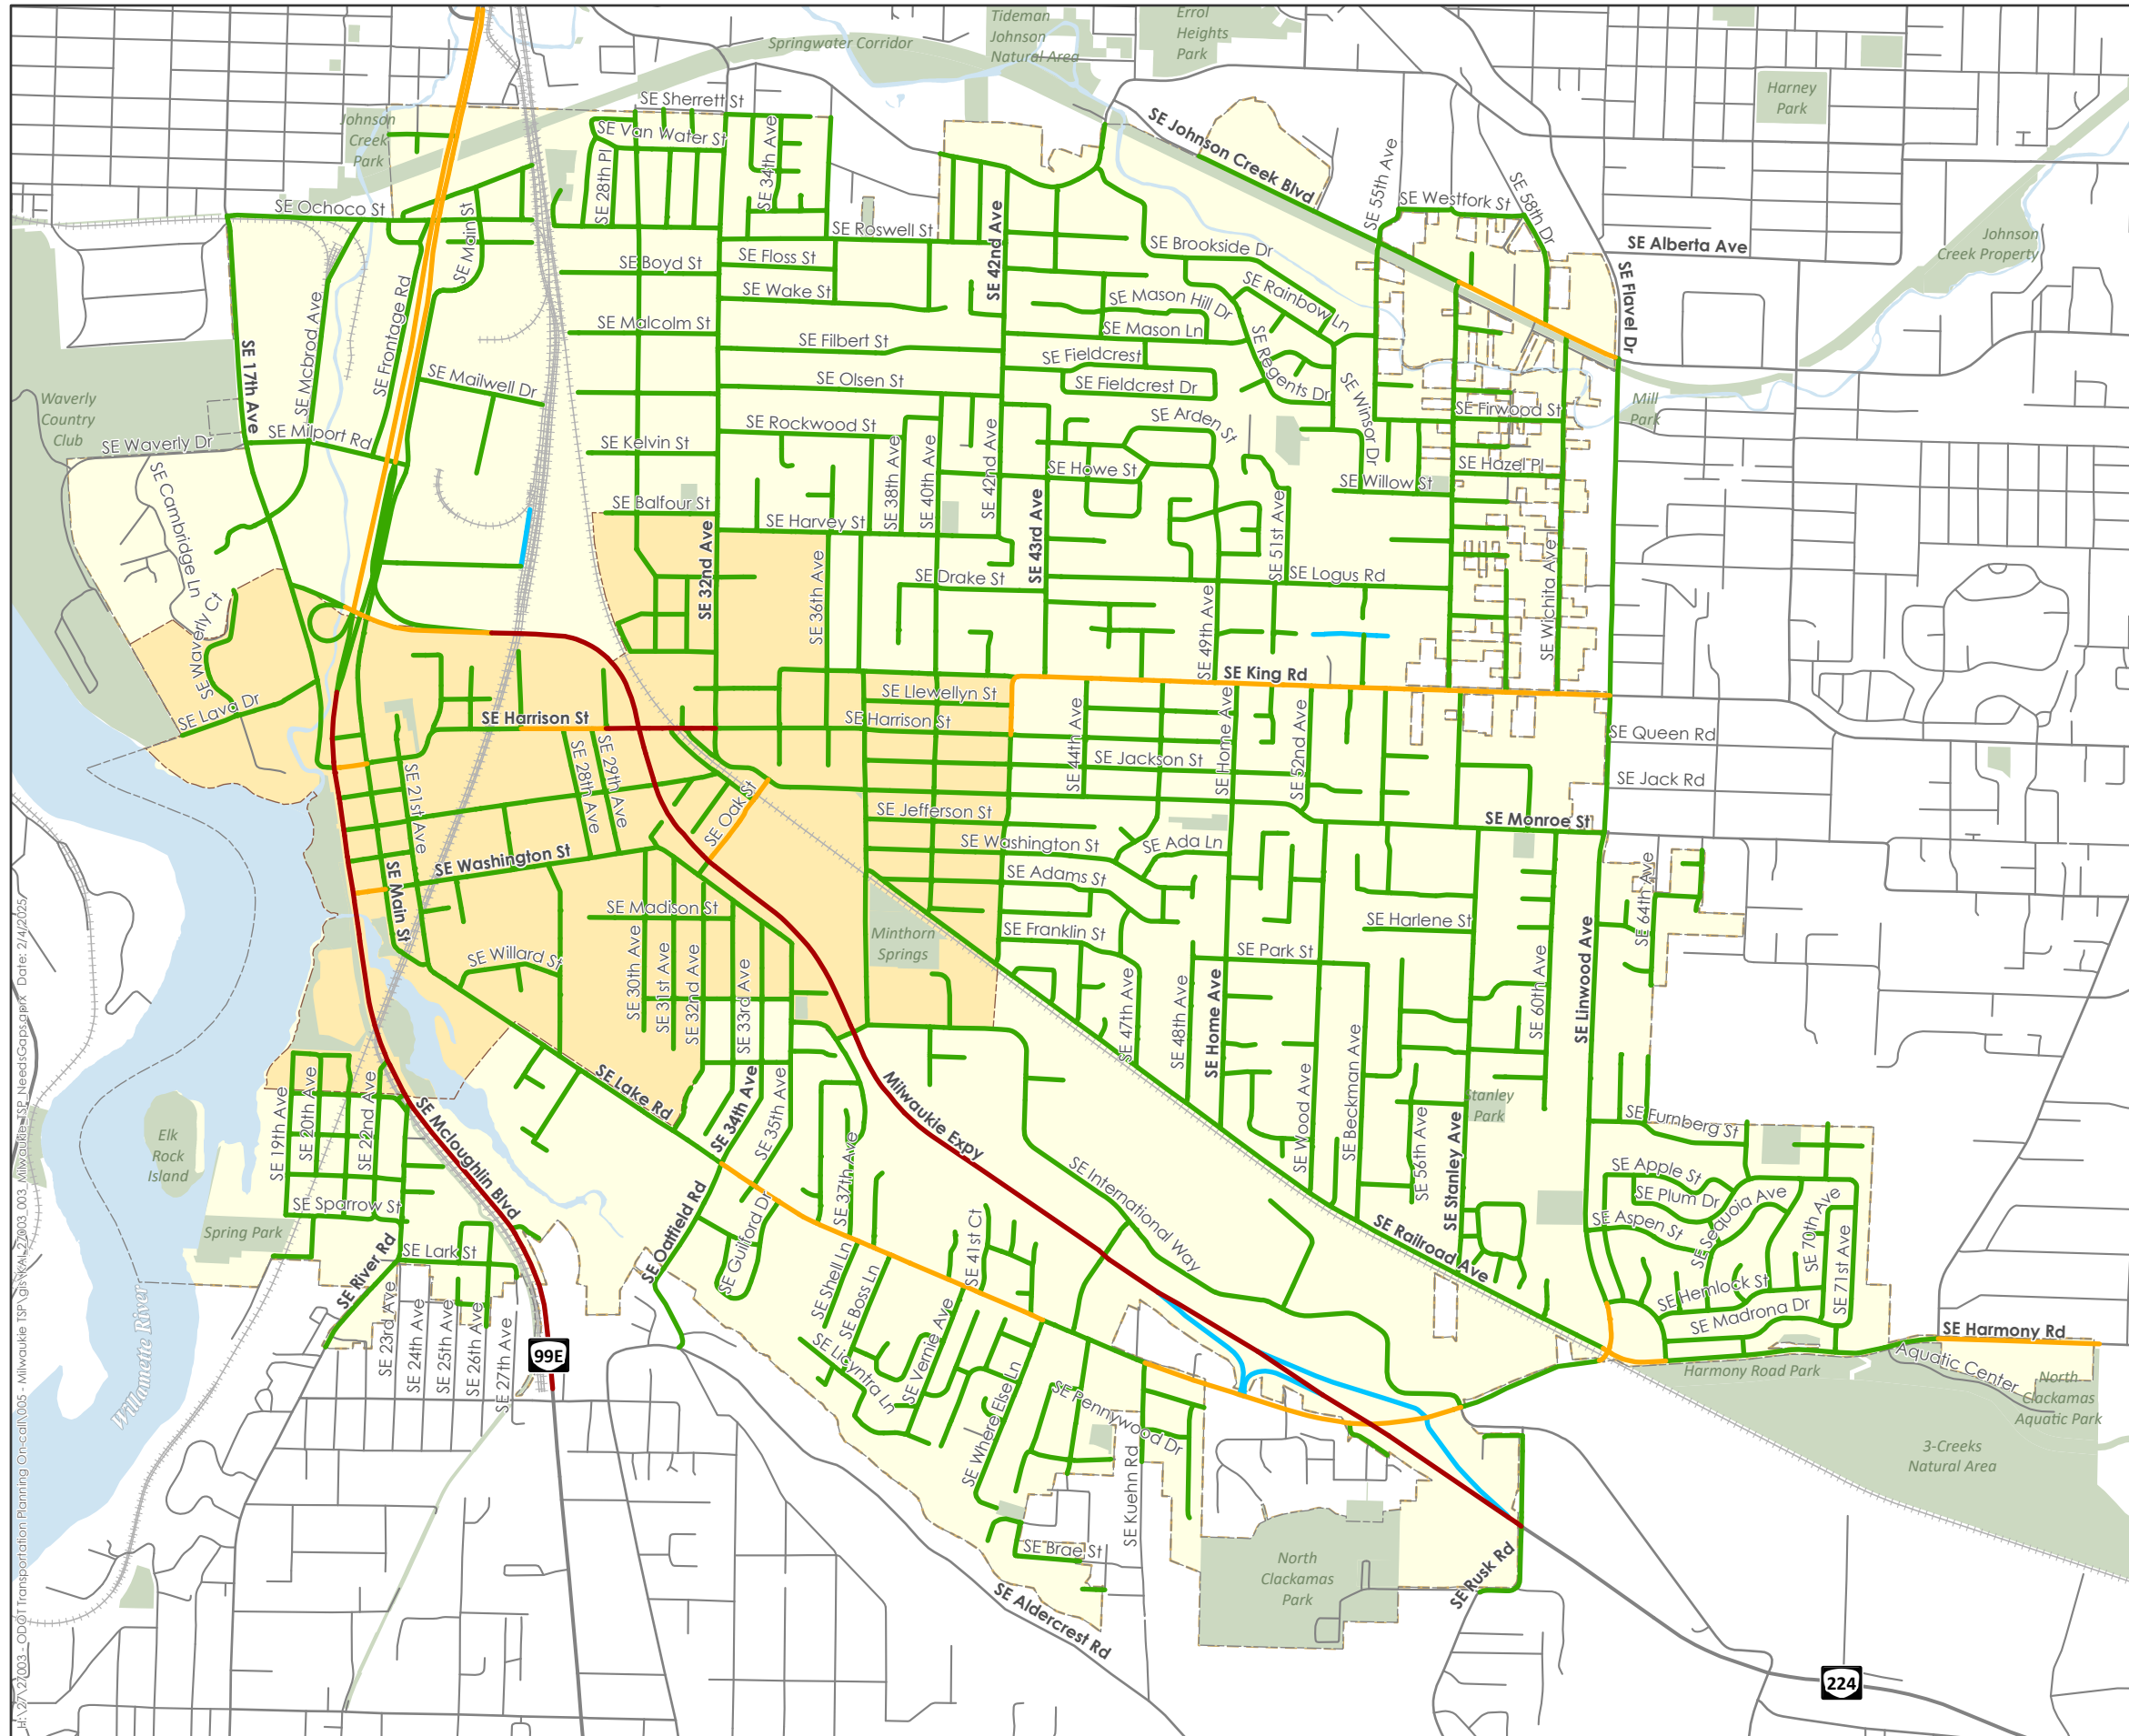 Springwater Corridor
Tideman
Johnson
Natural Area
Errol
Heights
Park
Harney
Park
Johnson
Creek
Park
SE Sherrett St
SE Van Water St
SE 28th Pl
SE 34th Ave
SE Johnson Creek Blvd
SE 55th Ave
SE Westfork St
SE 58th Dr
SE Alberta Ave
SE Flavel Dr
Johnson
Creek Property
SE Ochoco St
SE Main St
SE Roswell St
SE 42nd Ave
SE Brookside Dr
SE Boyd St
SE Floss St
SE Wake St
SE Mason Hill Dr
SE Rainbow Ln
SE Malcolm St
SE Mason Ln
SE Filbert St
SE Fieldcrest
SE Regents Dr
SE 17th Ave
SE Mcbrod Ave
SE Frontage Rd
SE Mailwell Dr
SE Olsen St
SE Fieldcrest Dr
SE Winsor Dr
Waverly
Country
Club
SE Waverly Dr
SE Milport Rd
SE Rockwood St
SE Arden St
SE Firwood St
Mill
Park
SE Kelvin St
SE 38th Ave
SE 40th Ave
SE 42nd Ave
SE Howe St
SE Hazel Pl
SE Willow St
SE Cambridge Ln
SE Balfour St
SE Harvey St
SE 32nd Ave
SE 36th Ave
SE 43rd Ave
SE 51st Ave
SE Drake St
SE Logus Rd
SE Wichita Ave
SE Waverly Ct
SE 49th Ave
SE King Rd
SE Lava Dr
SE Llewellyn St
SE Harrison St
SE Harrison St
SE Queen Rd
SE 44th Ave
SE Home Ave
SE 52nd Ave
SE Jackson St
SE Jack Rd
SE 21st Ave
SE 28th Ave
SE 29th Ave
SE Oak St
SE Jefferson St
SE Monroe St
SE Washington St
SE Washington St
SE Ada Ln
SE Main St
SE Adams St
SE 64th Ave
SE Madison St
SE Harlene St
SE Franklin St
Minthorn
Springs
SE Park St
SE Willard St
SE 30th Ave
SE 31st Ave
SE 32nd Ave
SE 33rd Ave
SE 47th Ave
SE 48th Ave
SE Home Ave
SE 60th Ave
SE Linwood Ave
SE Wood Ave
SE Beckman Ave
SE 56th Ave
SE Stanley Ave
Stanley
Park
SE Lake Rd
SE 34th Ave
SE 35th Ave
Milwaukie Expy
SE Furnberg St
SE 19th Ave
SE 20th Ave
SE 22nd Ave
SE Mcloughlin Blvd
Elk
Rock
Island
SE 37th Ave
SE International Way
SE Apple St
SE Plum Dr
SE Sequoia Ave
SE Aspen St
SE 70th Ave
SE 71st Ave
SE Sparrow St
Spring Park
SE Lark St
SE River Rd
SE Oatfield Rd
SE Guilford Dr
SE Shell Ln
SE Boss Ln
SE 41st Ct
SE Railroad Ave
SE Hemlock St
SE Madrona Dr
SE Harmony Rd
Willamette River
SE 23rd Ave
SE 24th Ave
SE 25th Ave
SE 26th Ave
SE 27th Ave
99E
SE Licyntra Ln
SE Vernie Ave
SE Where Else Ln
SE Pennywood Dr
SE Kuehn Rd
Harmony Road Park
Aquatic Center
North
Clackamas
Aquatic Park
3-Creeks
Natural Area
SE Brae St
North
Clackamas
Park
SE Rusk Rd
SE Aldercrest Rd
224
H:\27\27003 - ODOT Transportation Planning On-call\005 - Milwaukie TSP\gis\KAI_27003_003_Milwaukie_TSP_NeedsGaps.aprx Date: 2/4/2025